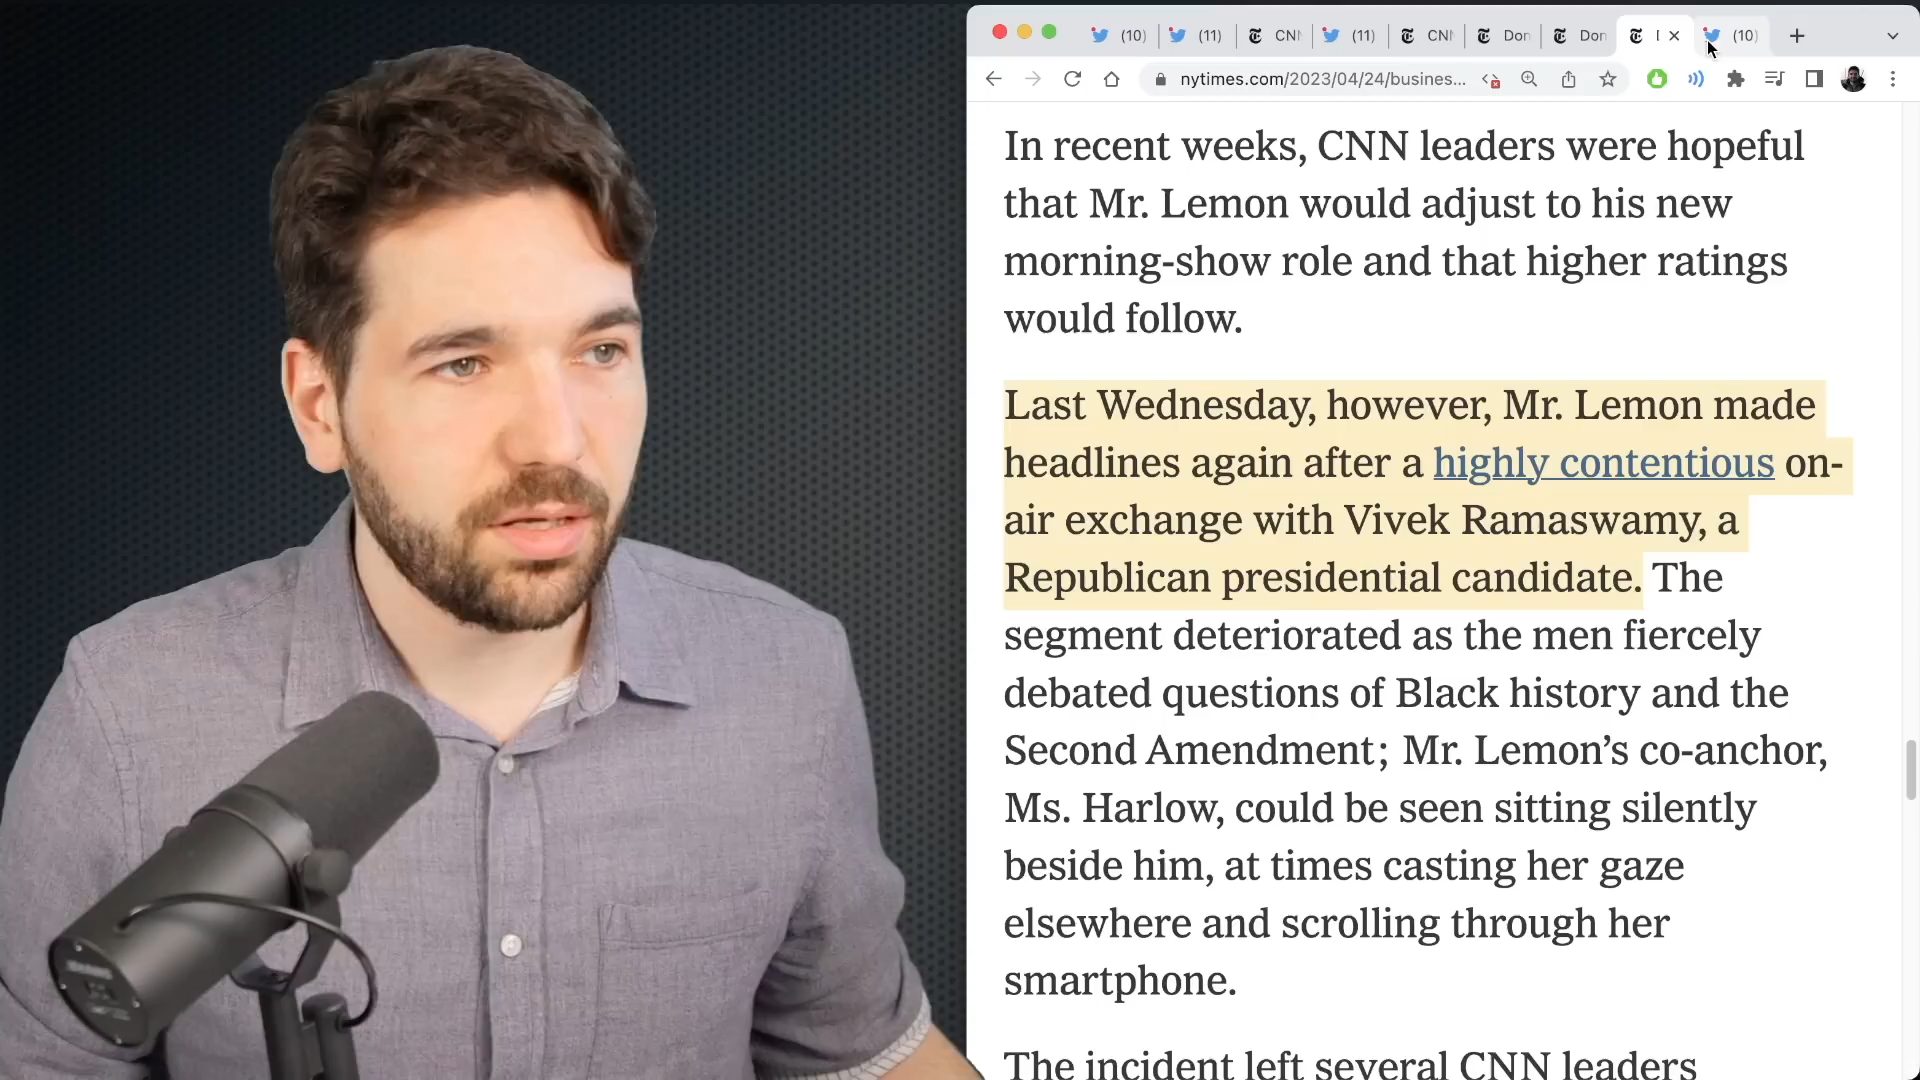 (10) (11) CNN (11) CNN Don Don (10)
nytimes.com/2023/04/24/busines...
In recent weeks, CNN leaders were hopeful
that Mr. Lemon would adjust to his new
morning-show role and that higher ratings
would follow.
Last Wednesday, however, Mr. Lemon made
headlines again after a highly contentious on-
air exchange with Vivek Ramaswamy, a
Republican presidential candidate. The
segment deteriorated as the men fiercely
debated questions of Black history and the
Second Amendment; Mr. Lemon’s co-anchor,
Ms. Harlow, could be seen sitting silently
beside him, at times casting her gaze
elsewhere and scrolling through her
smartphone.
The incident left several CNN leaders